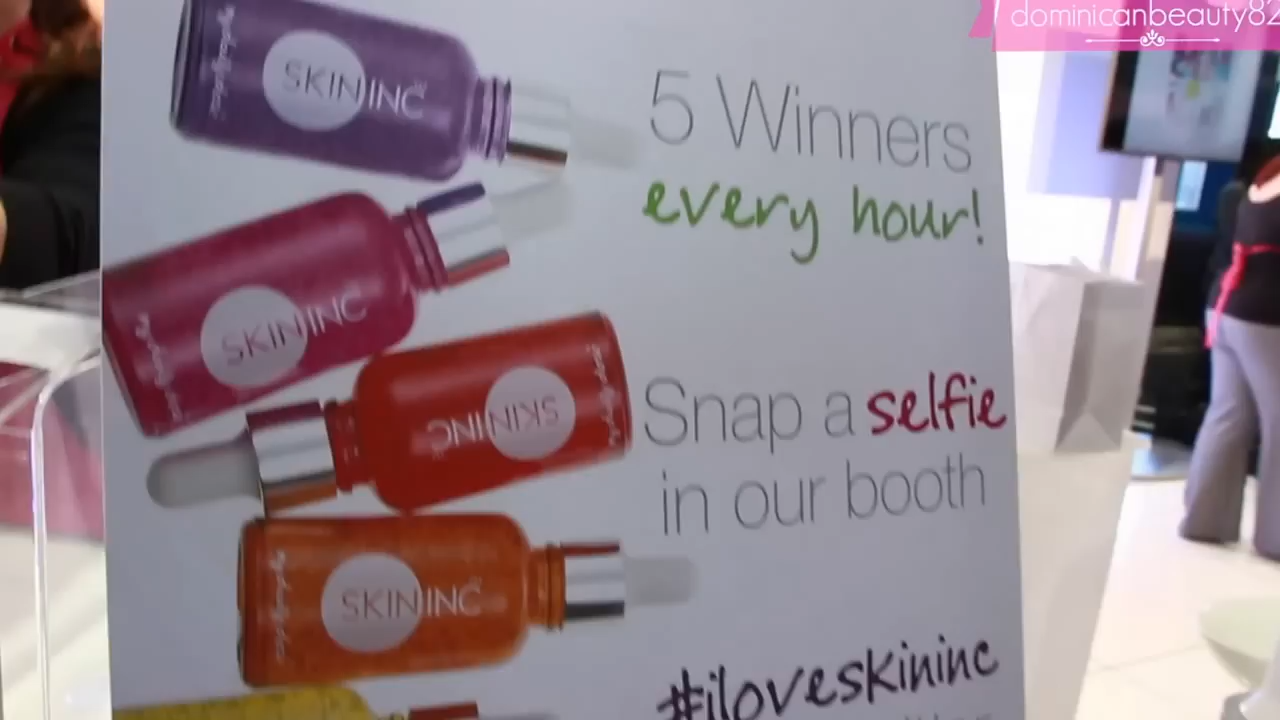 dominicanbeauty82
SKIN INC
5 Winners
every hour!
SKIN INC
SKIN INC
Snap a selfie
in our booth
SKIN INC
#iloveskininc